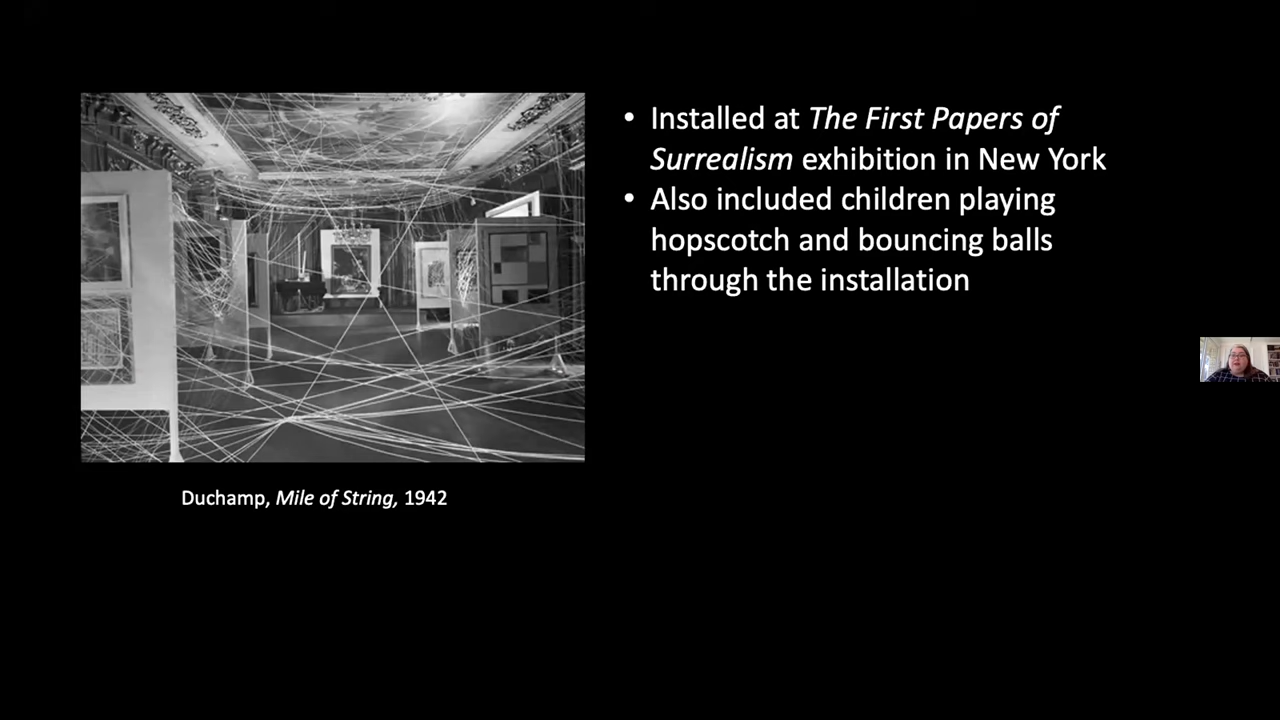 • Installed at The First Papers of
Surrealism exhibition in New York
• Also included children playing
hopscotch and bouncing balls
through the installation
Duchamp, Mile of String, 1942